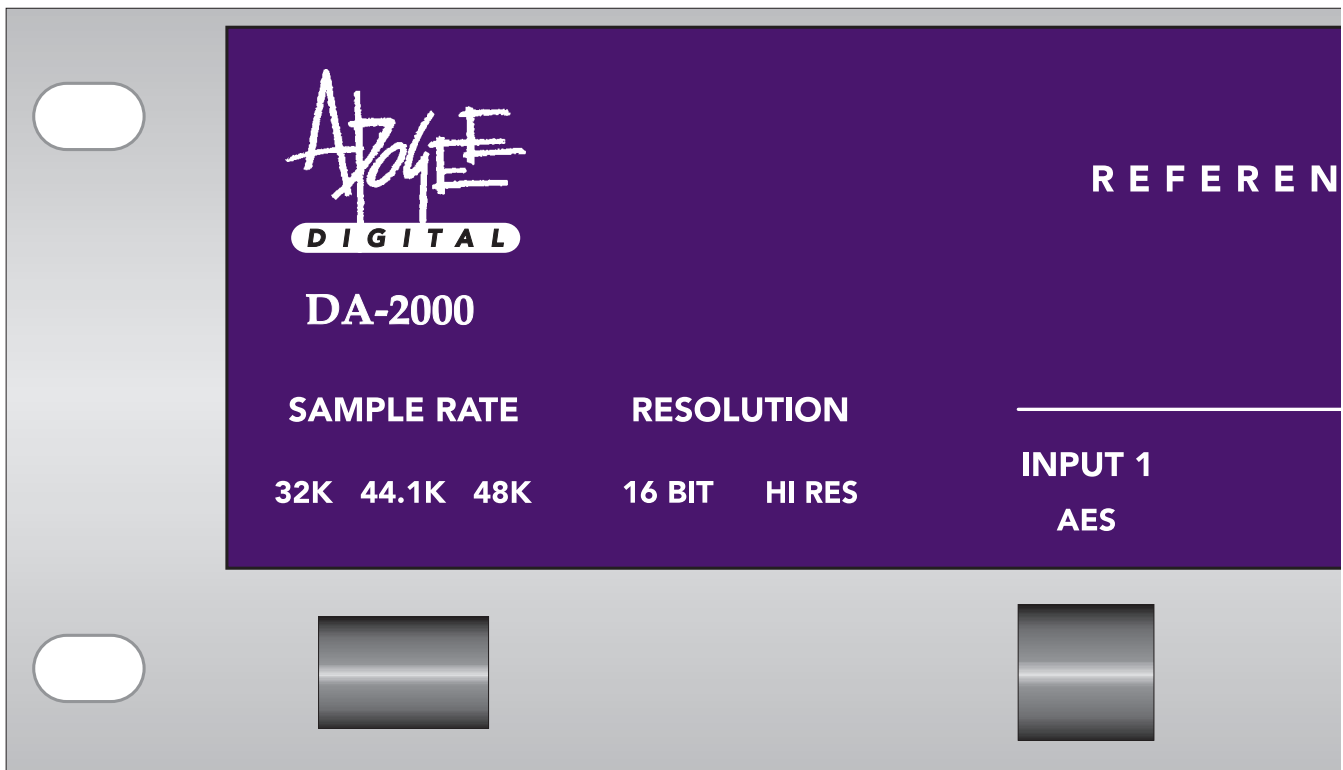 APOGEE
DIGITAL
REFEREN
DA-2000
SAMPLE RATE RESOLUTION
INPUT 1
32K 44.1K 48K 16 BIT HI RES
AES